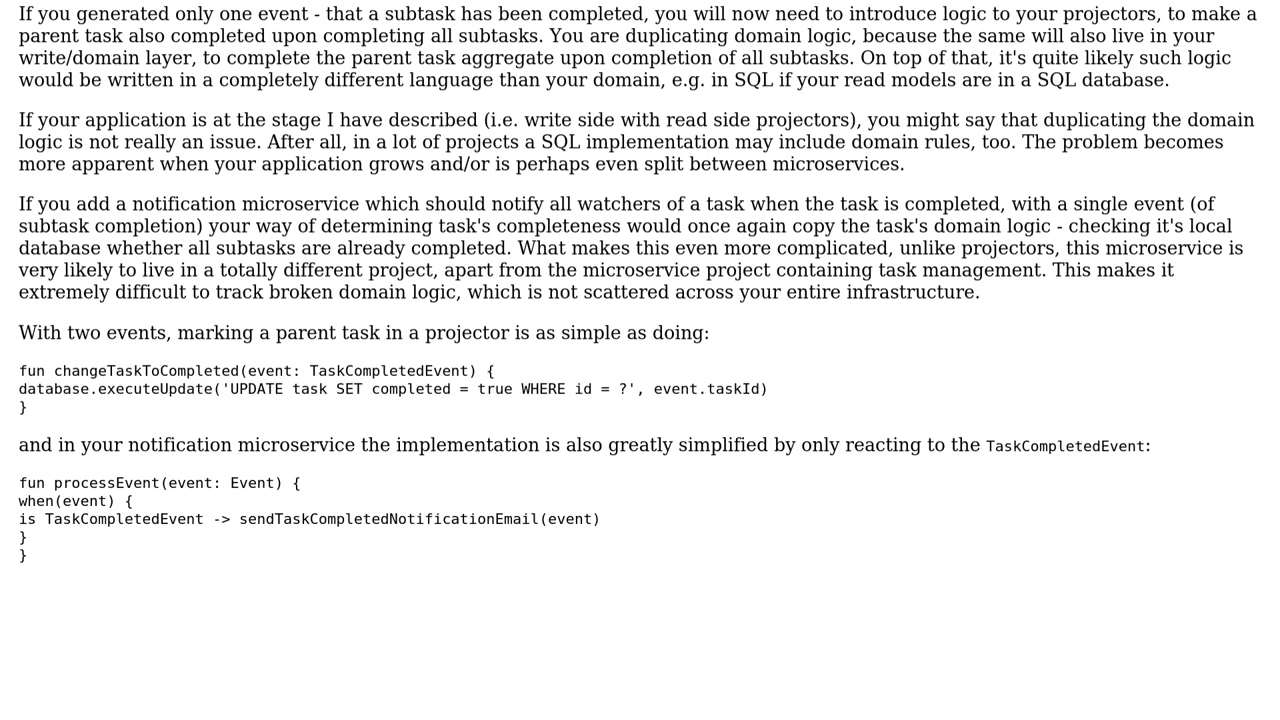 If you generated only one event - that a subtask has been completed, you will now need to introduce logic to your projectors, to make a
parent task also completed upon completing all subtasks. You are duplicating domain logic, because the same will also live in your
write/domain layer, to complete the parent task aggregate upon completion of all subtasks. On top of that, it's quite likely such logic
would be written in a completely different language than your domain, e.g. in SQL if your read models are in a SQL database.
If your application is at the stage I have described (i.e. write side with read side projectors), you might say that duplicating the domain
logic is not really an issue. After all, in a lot of projects a SQL implementation may include domain rules, too. The problem becomes
more apparent when your application grows and/or is perhaps even split between microservices.
If you add a notification microservice which should notify all watchers of a task when the task is completed, with a single event (of
subtask completion) your way of determining task's completeness would once again copy the task's domain logic - checking it's local
database whether all subtasks are already completed. What makes this even more complicated, unlike projectors, this microservice is
very likely to live in a totally different project, apart from the microservice project containing task management. This makes it
extremely difficult to track broken domain logic, which is not scattered across your entire infrastructure.
With two events, marking a parent task in a projector is as simple as doing:
fun changeTaskToCompleted(event: TaskCompletedEvent) {
database.executeUpdate('UPDATE task SET completed = true WHERE id = ?', event.taskId)
}
and in your notification microservice the implementation is also greatly simplified by only reacting to the TaskCompletedEvent:
fun processEvent(event: Event) {
when(event) {
is TaskCompletedEvent -> sendTaskCompletedNotificationEmail(event)
}
}